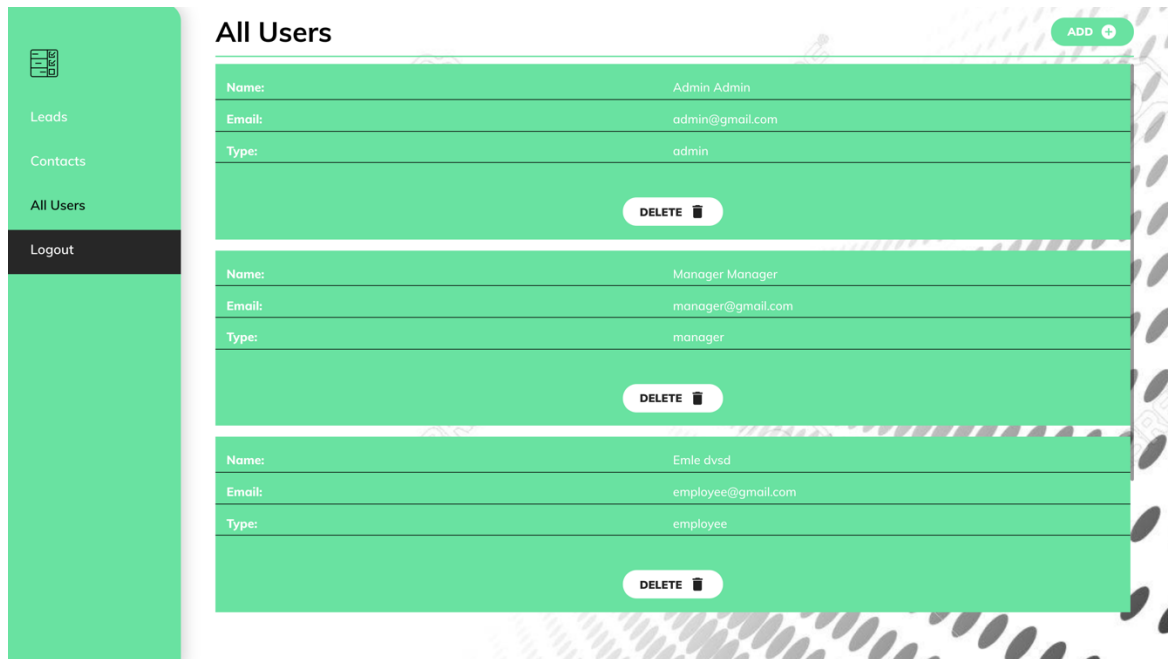 All Users
ADD
Leads
Contacts
All Users
Logout
Name: Admin Admin
Email: admin@gmail.com
Type: admin
DELETE
Name: Manager Manager
Email: manager@gmail.com
Type: manager
DELETE
Name: Emle dvsd
Email: employee@gmail.com
Type: employee
DELETE